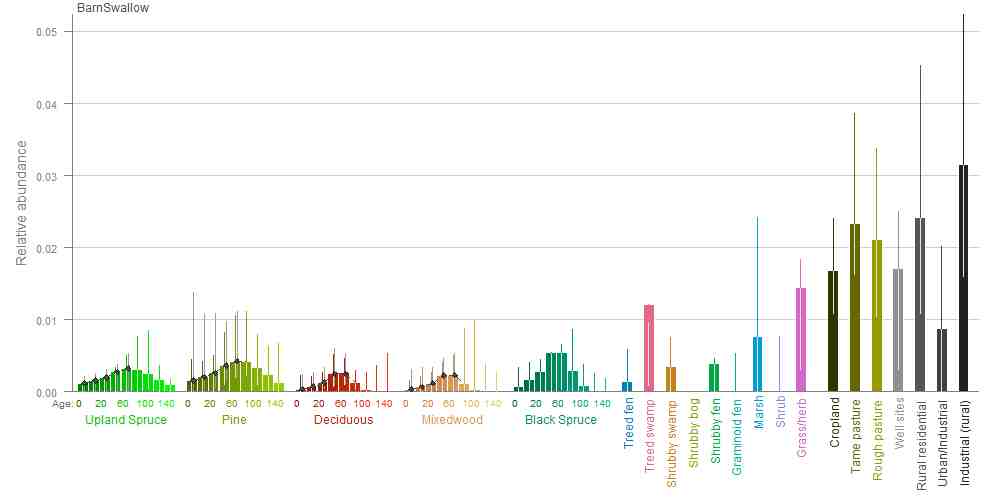 BarnSwallow
Relative abundance
0.05
0.04
0.03
0.02
0.01
0.00
Age: 0 20 60 100 140 0 20 60 100 140 0 20 60 100 140 0 20 60 100 140 0 20 60 100 140
Upland Spruce Pine Deciduous Mixedwood Black Spruce
Treed fen
Treed swamp
Shrubby swamp
Shrubby bog
Shrubby fen
Graminoid fen
Marsh
Shrub
Grass/herb
Cropland
Tame pasture
Rough pasture
Well sites
Rural residential
Urban/Industrial
Industrial (rural)